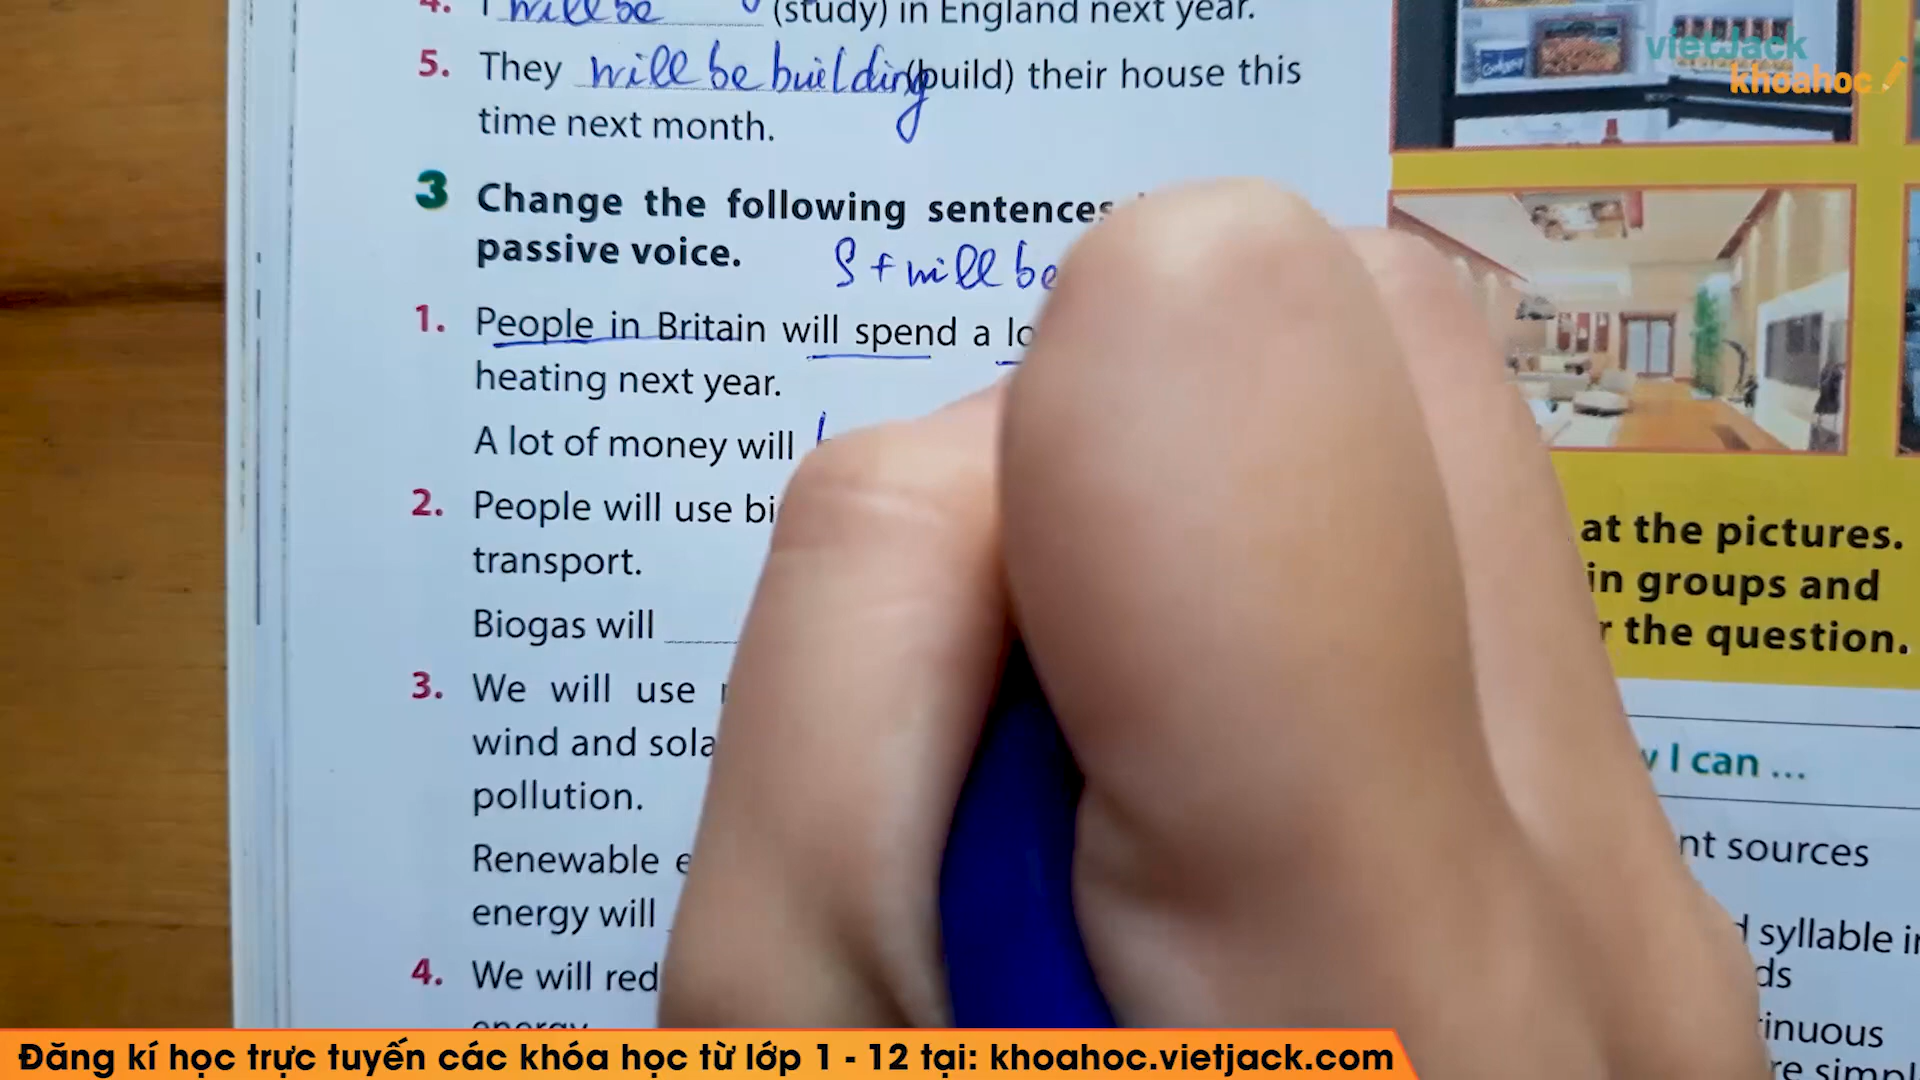 4. I will be (study) in England next year.
5. They will be building (build) their house this
time next month.
3 Change the following sentences
passive voice. S + will be
1. People in Britain will spend a lo
heating next year.
A lot of money will
2. People will use bi
transport.
Biogas will
3. We will use
wind and sola
pollution.
Renewable e
energy will
4. We will red
energy
vietJack
khoahoc
at the pictures.
in groups and
the question.
I can ...
nt sources
syllable in
ds
inuous
re simpl
Đăng kí học trực tuyến các khóa học từ lớp 1 - 12 tại: khoahoc.vietjack.com